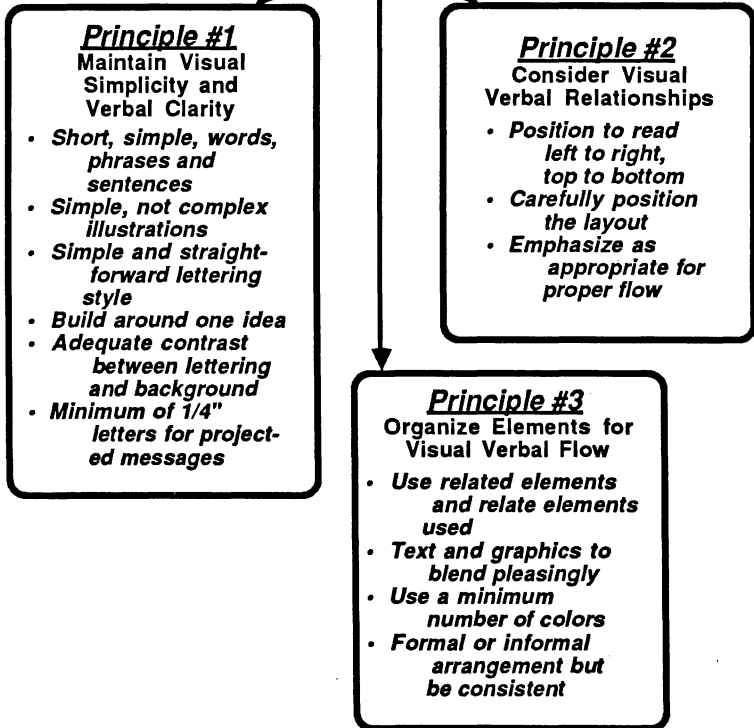 Principle #1
Maintain Visual
Simplicity and
Verbal Clarity
• Short, simple, words,
phrases and
sentences
• Simple, not complex
illustrations
• Simple and straight-
forward lettering
style
• Build around one idea
• Adequate contrast
between lettering
and background
• Minimum of 1/4"
letters for project-
ed messages
Principle #2
Consider Visual
Verbal Relationships
• Position to read
left to right,
top to bottom
• Carefully position
the layout
• Emphasize as
appropriate for
proper flow
Principle #3
Organize Elements for
Visual Verbal Flow
• Use related elements
and relate elements
used
• Text and graphics to
blend pleasingly
• Use a minimum
number of colors
• Formal or informal
arrangement but
be consistent